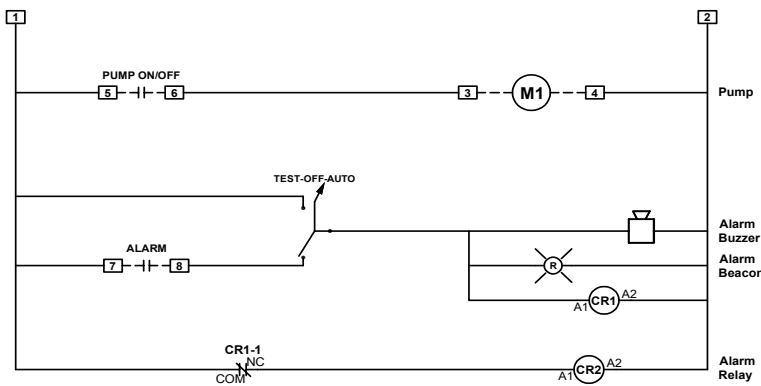 1
2
PUMP ON/OFF
5
6
3
M1
4
Pump
TEST-OFF-AUTO
Alarm
Buzzer
ALARM
7
8
R
Alarm
Beacon
A1
CR1
A2
CR1-1
NC
COM
A1
CR2
A2
Alarm
Relay